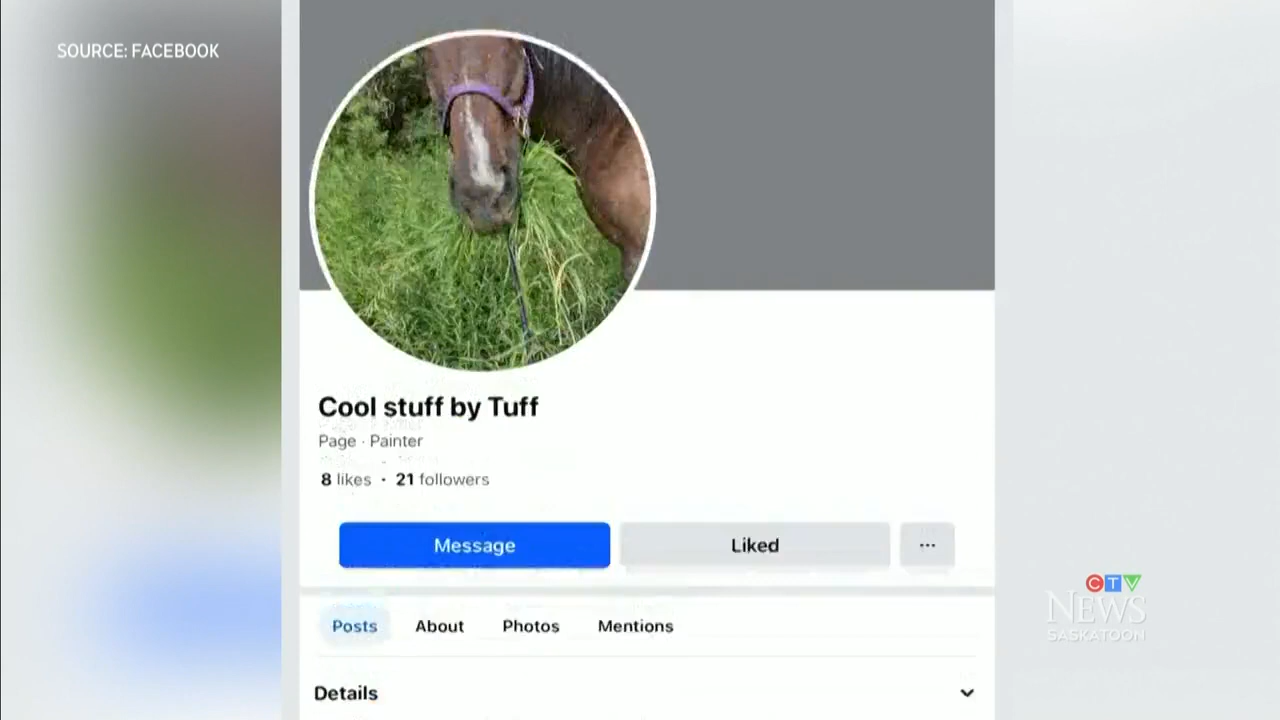 SOURCE: FACEBOOK
Cool stuff by Tuff
Page · Painter
8 likes · 21 followers
Message
Liked
...
Posts
About
Photos
Mentions
Details
CTV
NEWS
SASKATOON